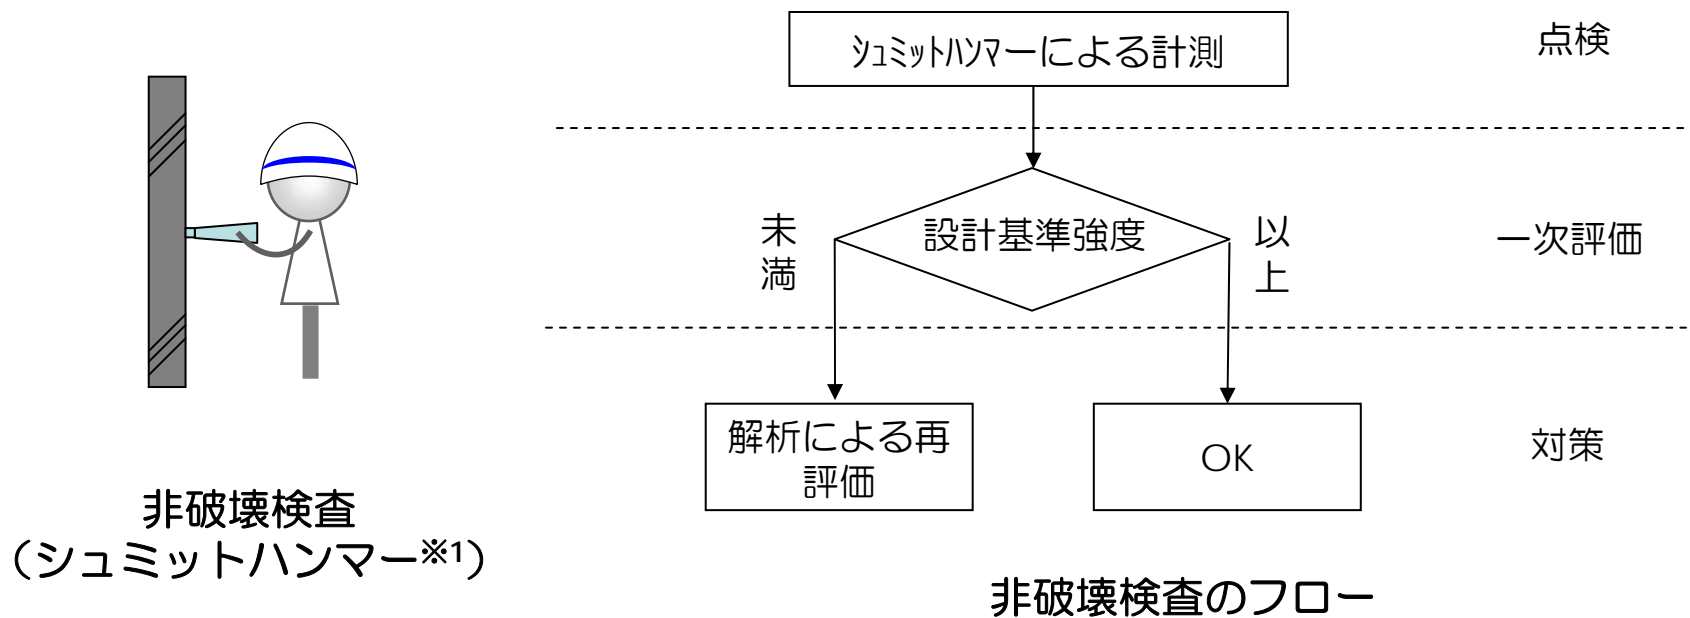 ｼｭﾐｯﾄﾊﾝﾏーによる計測
点検
未満
設計基準強度
以上
一次評価
解析による再
評価
OK
対策
非破壊検査
（シュミットハンマー※1）
非破壊検査のフロー